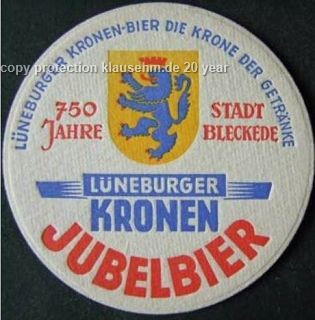 LÜNEBURGER KRONEN-BIER DIE KRONE DER GETRÄNKE
copy protection klausehm.de 20 year
750 JAHRE
STADT BLECKEDE
LÜNEBURGER
KRONEN
JUBELBIER